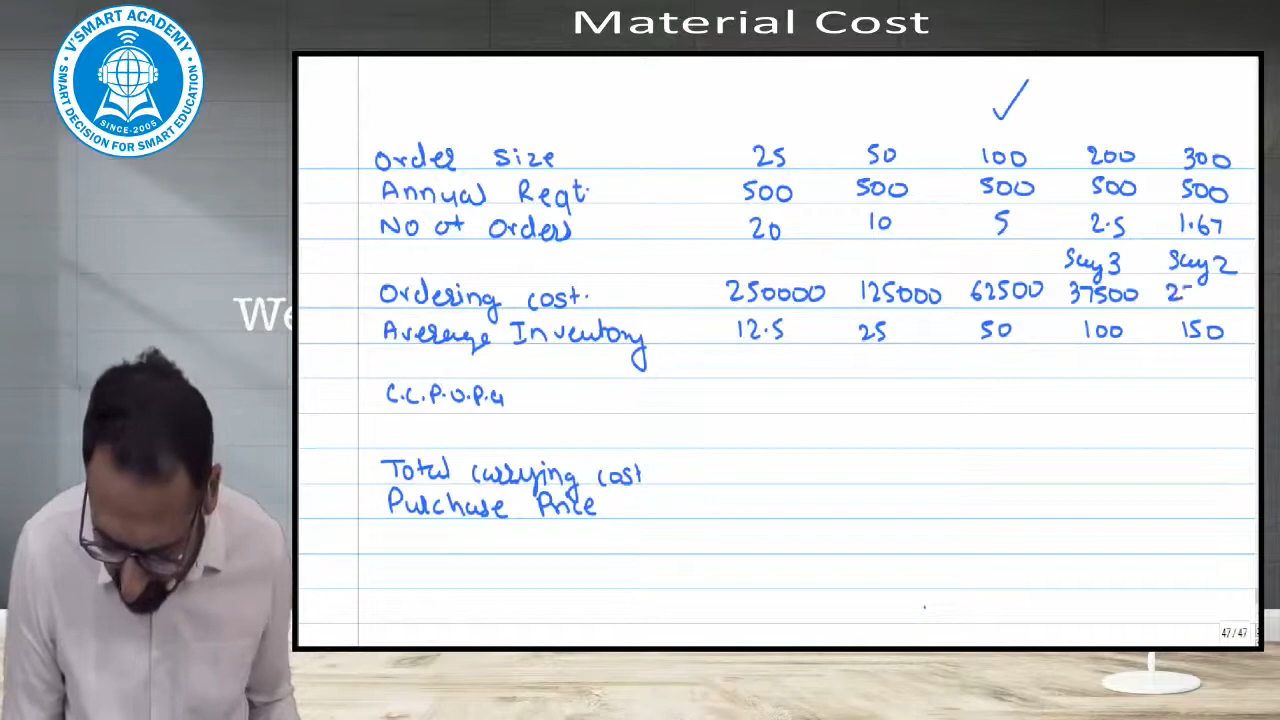 Material Cost
V'SMART ACADEMY
SINCE-2005
SMART DECISION FOR SMART EDUCATION
We
Order size 25 50 100 200 300
Annual Reqt. 500 500 500 500 500
No of orders 20 10 5 2.5 1.67
Say 3 Say 2
Ordering cost. 250000 125000 62500 37500 2
Average Inventory 12.5 25 50 100 150
C.C.P.U.P.A
Total carrying cost
Purchase Price
47/47